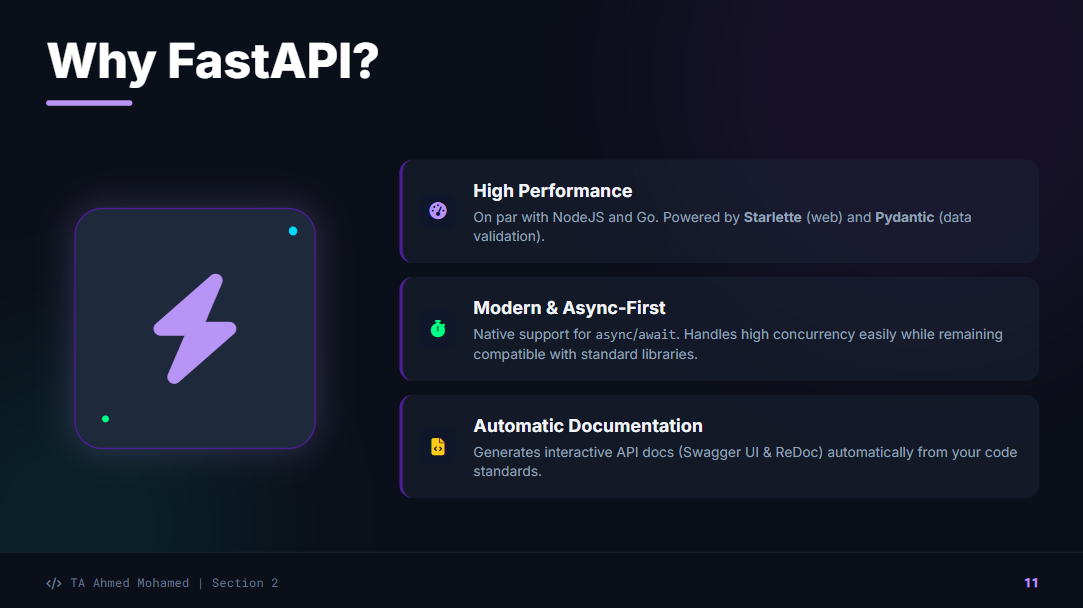 Why FastAPI?
High Performance
On par with NodeJS and Go. Powered by Starlette (web) and Pydantic (data
validation).
Modern & Async-First
Native support for async/await. Handles high concurrency easily while remaining
compatible with standard libraries.
Automatic Documentation
Generates interactive API docs (Swagger UI & ReDoc) automatically from your code
standards.
</> TA Ahmed Mohamed | Section 2
11